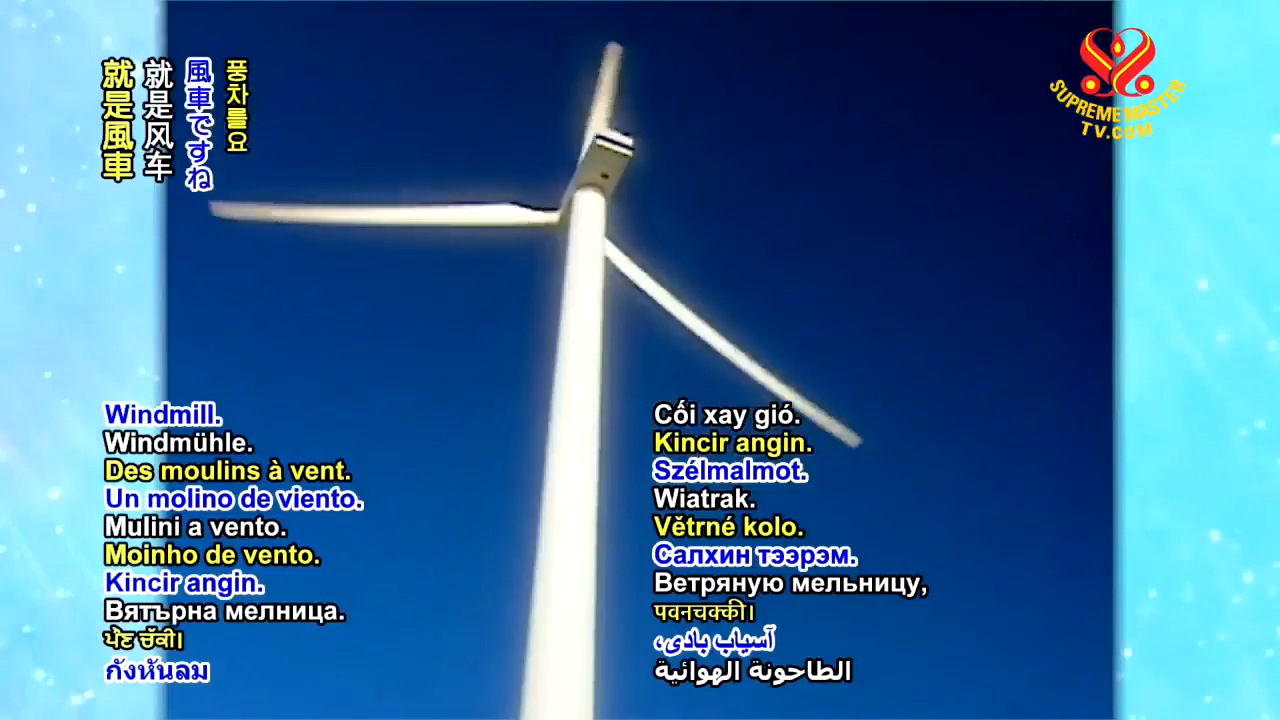 就是風車
就是风车
風車ですね
풍차를요
SUPREME MASTER
TV.COM
Windmill.
Windmühle.
Des moulins à vent.
Un molino de viento.
Mulini a vento.
Moinho de vento.
Kincir angin.
Вятърна мелница.
ਪੌਣ ਚੱਕੀ।
กังหันลม
Cối xay gió.
Kincir angin.
Szélmalmot.
Wiatrak.
Větrné kolo.
Салхин тээрэм.
Ветряную мельницу,
पवनचक्की।
آسیاب بادی،
الطاحونة الهوائية